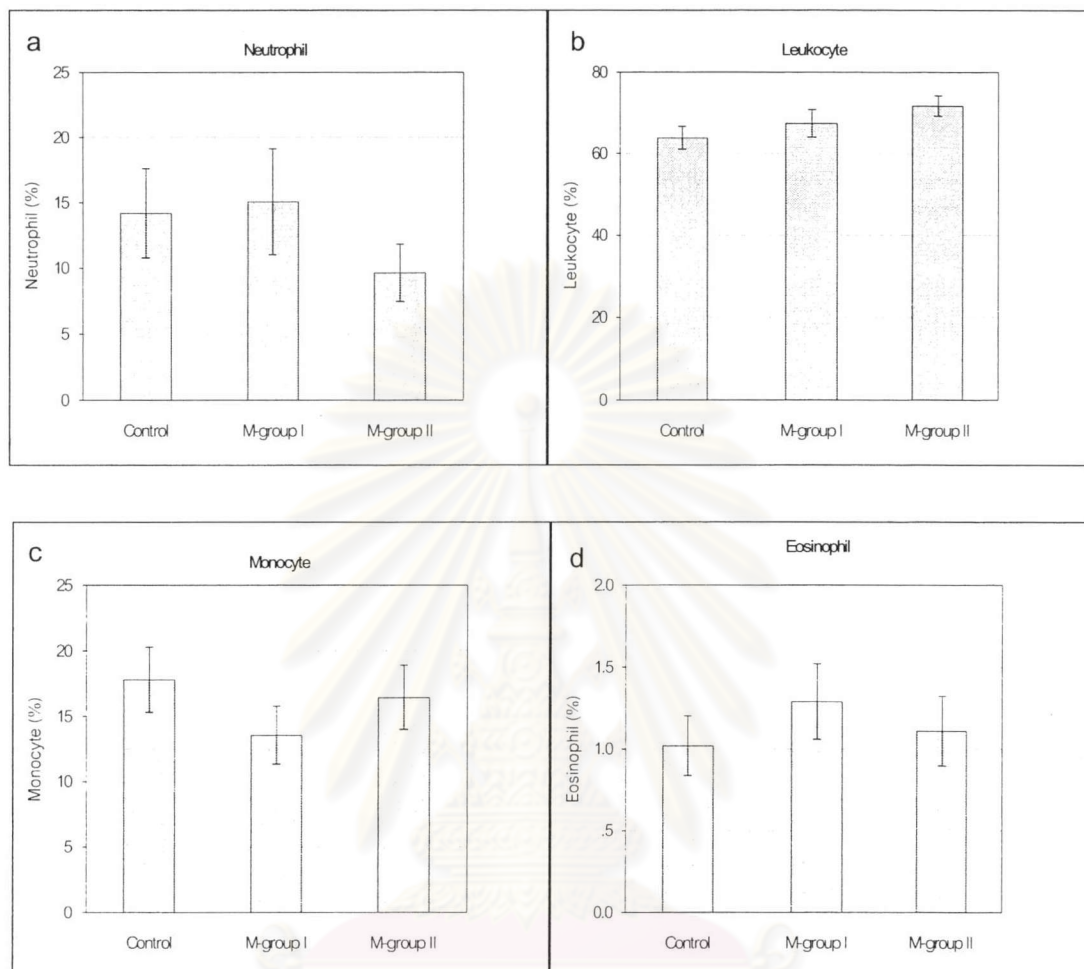 a
Neutrophil
25
20
15
10
5
0
Neutrophil (%)
Control M-group I M-group II
b
Leukocyte
80
60
40
20
0
Leukocyte (%)
Control M-group I M-group II
c
Monocyte
25
20
15
10
5
0
Monocyte (%)
Control M-group I M-group II
d
Eosinophil
2.0
1.5
1.0
.5
0.0
Eosinophil (%)
Control M-group I M-group II